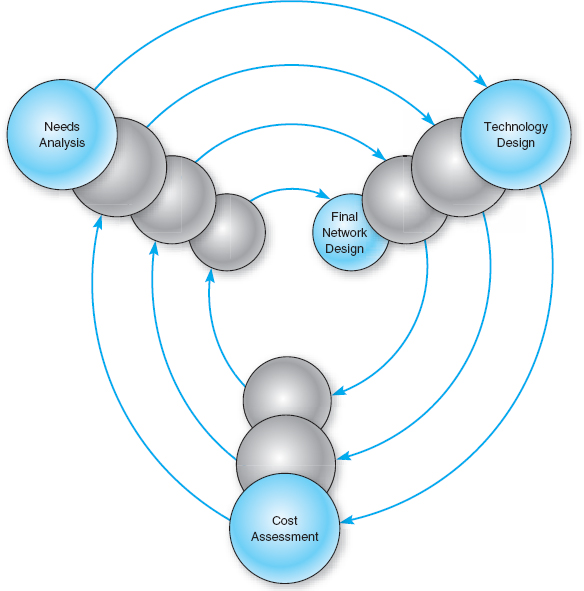 Needs
Analysis
Technology
Design
Final
Network
Design
Cost
Assessment